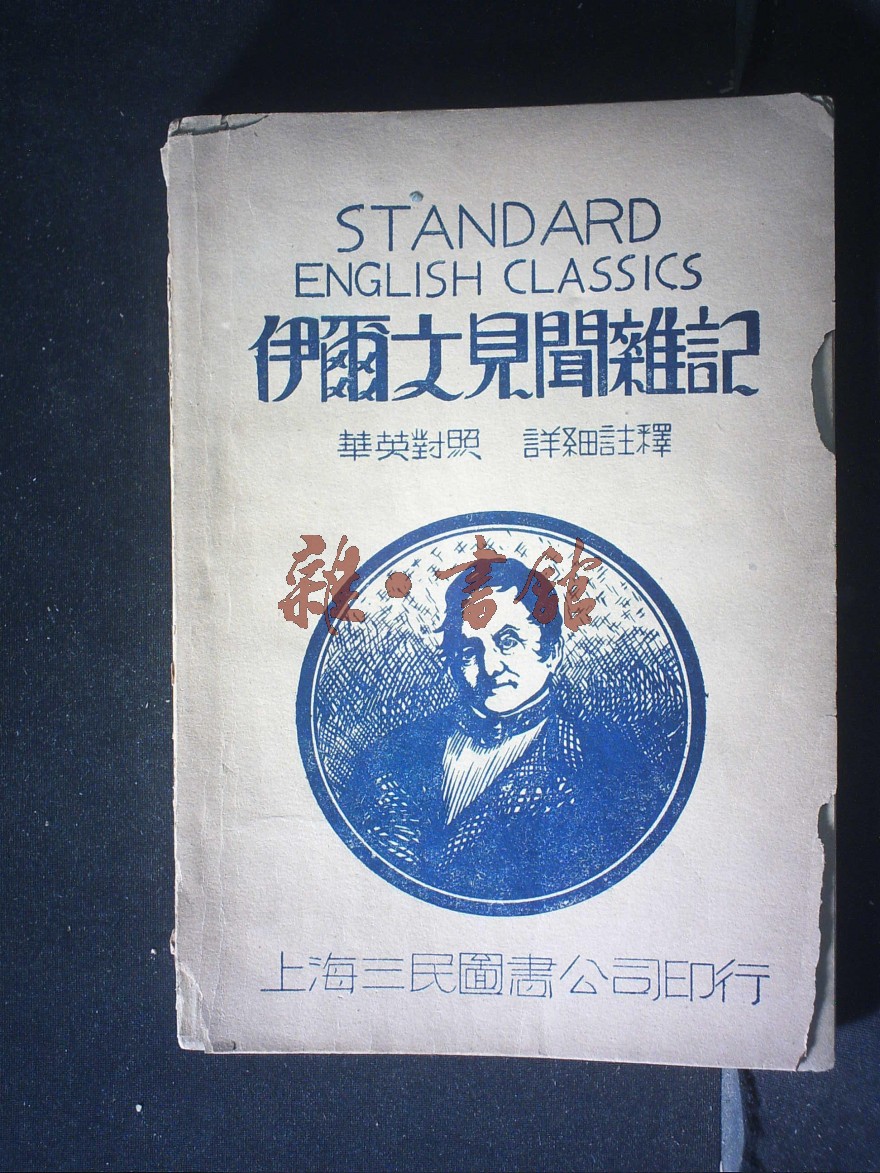 STANDARD
ENGLISH CLASSICS
伊爾文見聞雜記
華英對照 詳細註釋
雜·書館
上海三民圖書公司印行